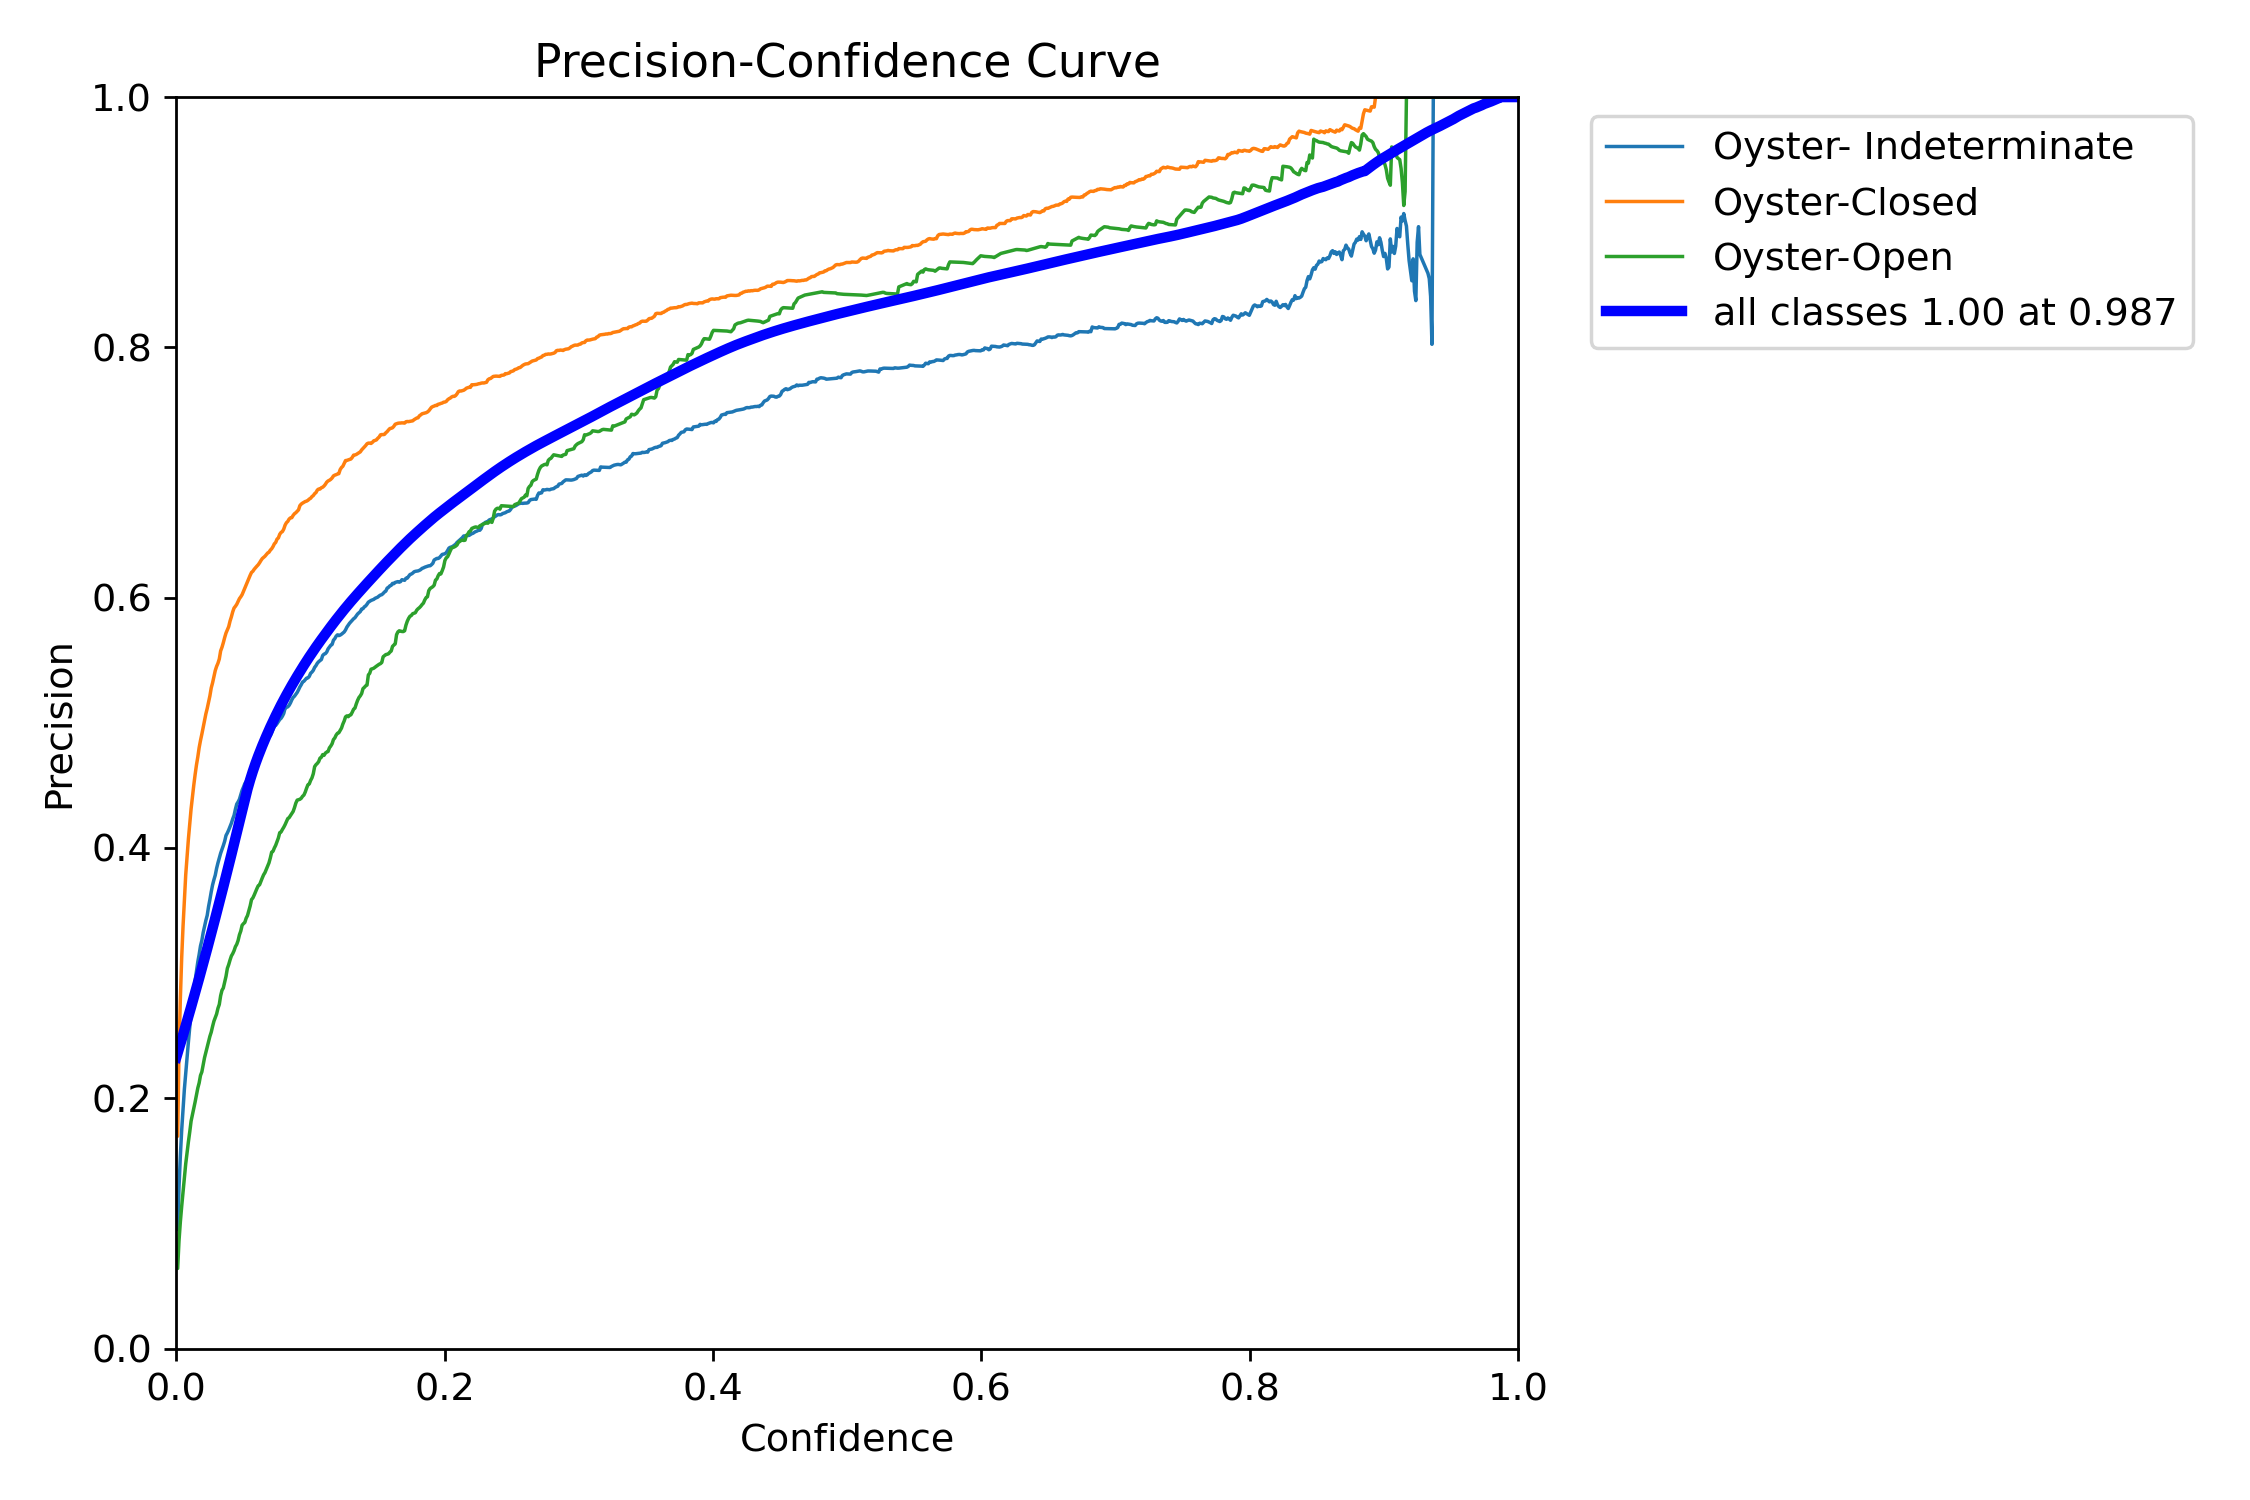 Precision-Confidence Curve
1.0
0.8
0.6
0.4
0.2
0.0
Precision
0.0 0.2 0.4 0.6 0.8 1.0
Confidence
Oyster- Indeterminate
Oyster-Closed
Oyster-Open
all classes 1.00 at 0.987